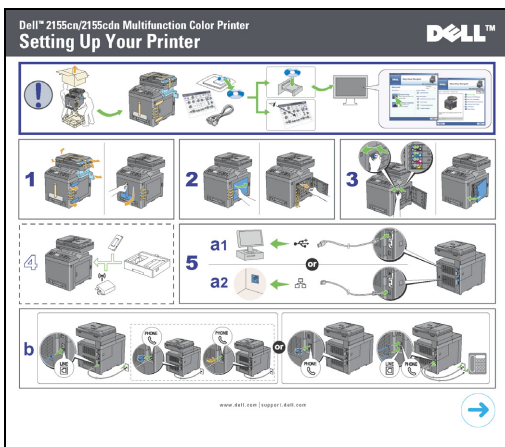 Dell™ 2155cn/2155cdn Multifunction Color Printer
Setting Up Your Printer
DELL™
1
2
3
4
5
a1
or
a2
b
PHONE
PHONE
LINE
or
PHONE
LINE
PHONE
www.dell.com | support.dell.com